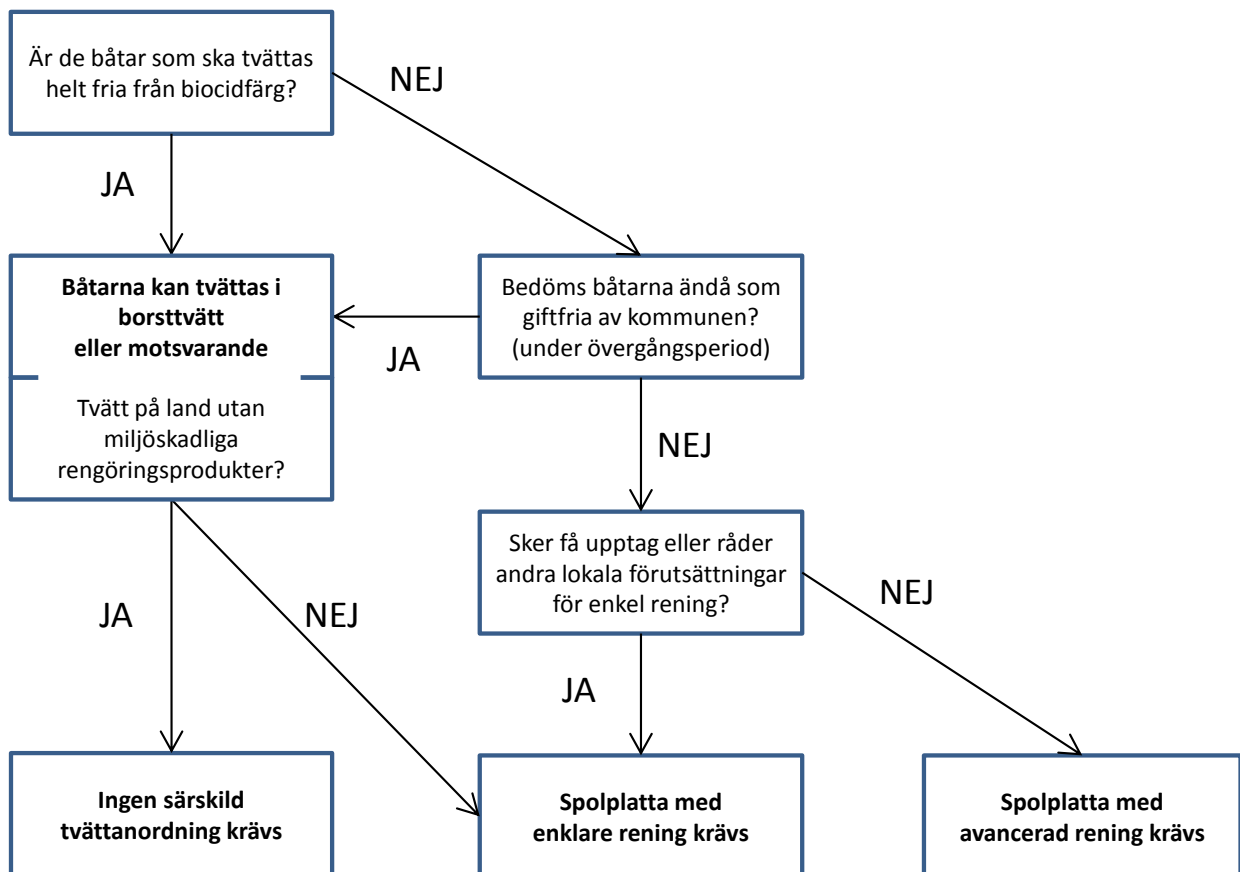 Är de båtar som ska tvättas
helt fria från biocidfärg?
NEJ
JA
Båtarna kan tvättas i
borsttvätt
eller motsvarande
Tvätt på land utan
miljöskadliga
rengöringsprodukter?
JA
Bedöms båtarna ändå som
giftfria av kommunen?
(under övergångsperiod)
NEJ
Sker få upptag eller råder
andra lokala förutsättningar
för enkel rening?
JA
NEJ
JA
NEJ
Ingen särskild
tvättanordning krävs
Spolplatta med
enklare rening krävs
Spolplatta med
avancerad rening krävs